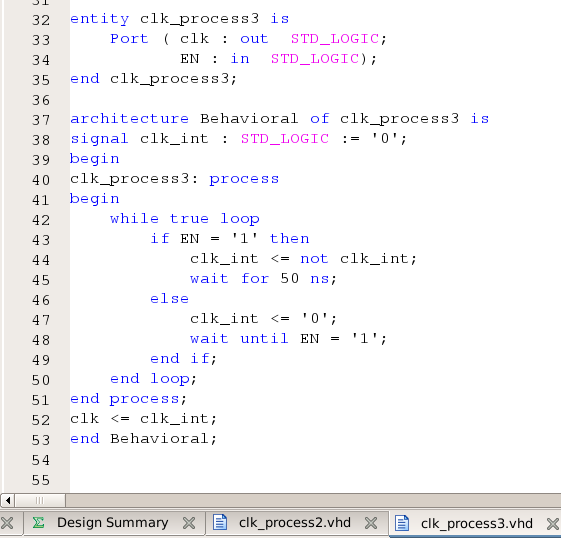 31
32 entity clk_process3 is
33     Port ( clk : out  STD_LOGIC;
34            EN : in  STD_LOGIC);
35 end clk_process3;
36
37 architecture Behavioral of clk_process3 is
38 signal clk_int : STD_LOGIC := '0';
39 begin
40 clk_process3: process
41 begin
42     while true loop
43         if EN = '1' then
44             clk_int <= not clk_int;
45             wait for 50 ns;
46         else
47             clk_int <= '0';
48             wait until EN = '1';
49         end if;
50     end loop;
51 end process;
52 clk <= clk_int;
53 end Behavioral;
54
55
Design Summary clk_process2.vhd clk_process3.vhd